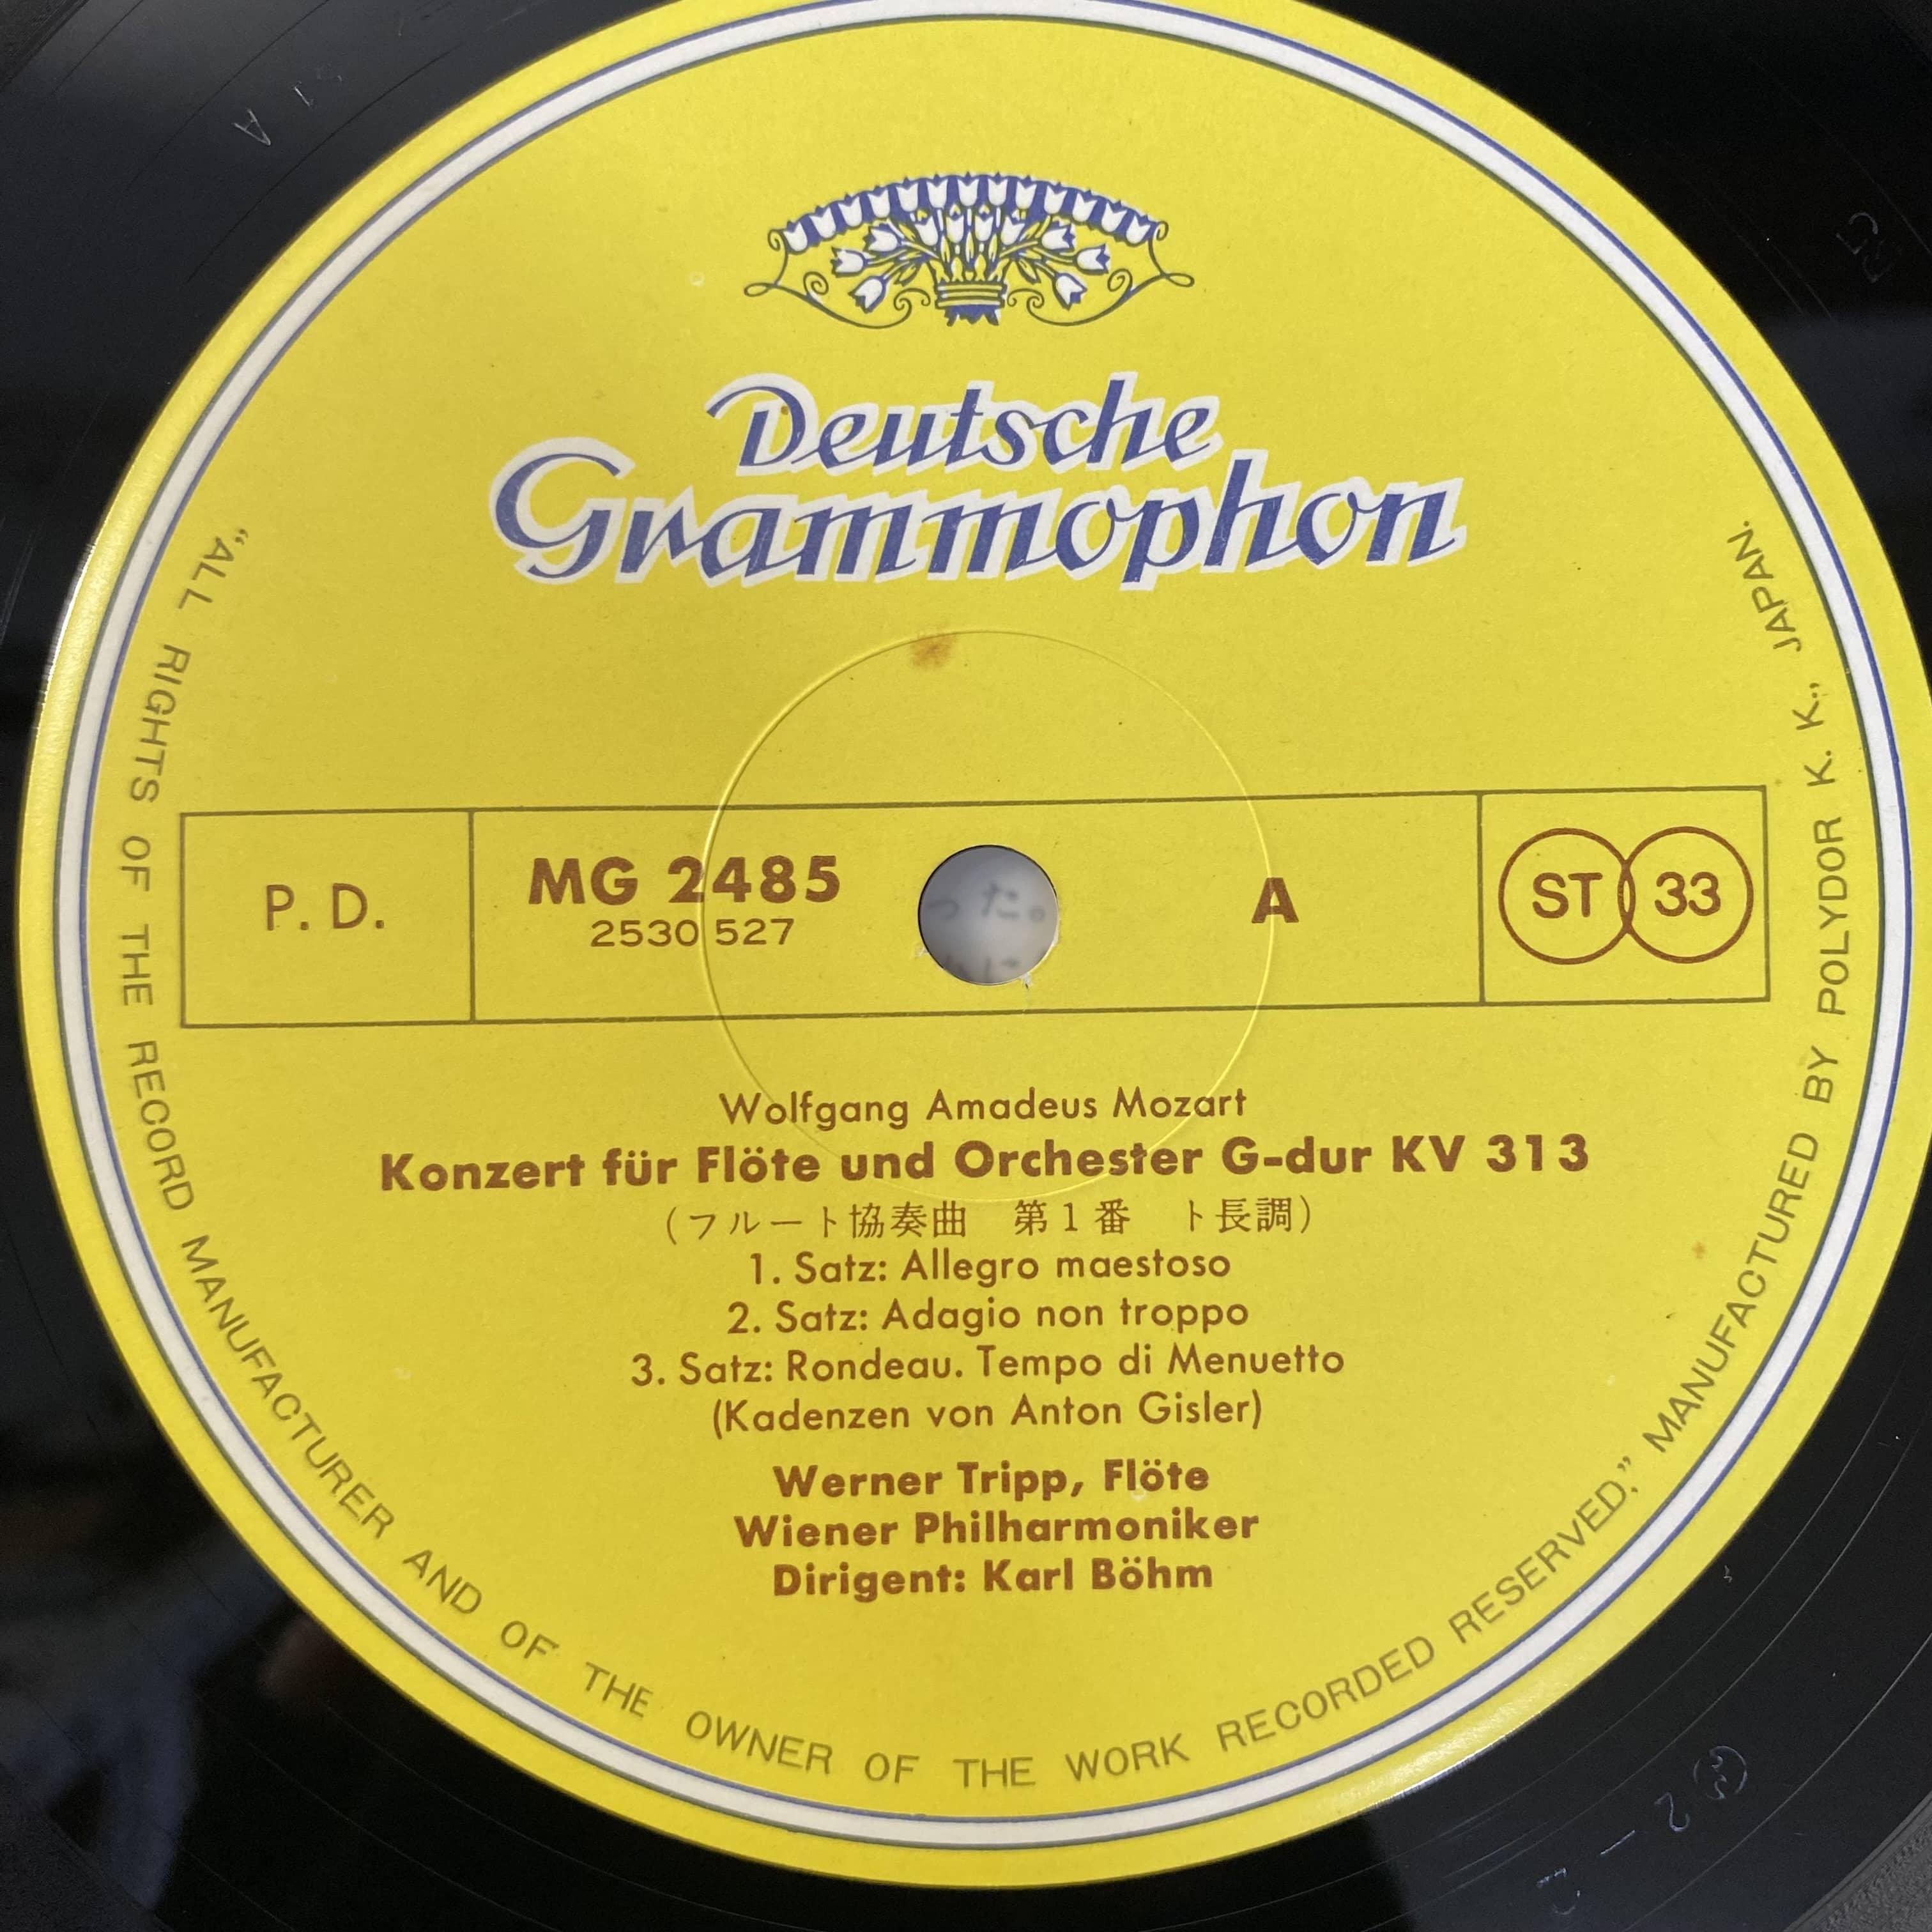 Deutsche
Grammophon
P. D.
MG 2485
2530 527
A
ST 33
Wolfgang Amadeus Mozart
Konzert für Flöte und Orchester G-dur KV 313
(フルート協奏曲　第1番　ト長調)
1. Satz: Allegro maestoso
2. Satz: Adagio non troppo
3. Satz: Rondeau. Tempo di Menuetto
(Kadenzen von Anton Gisler)
Werner Tripp, Flöte
Wiener Philharmoniker
Dirigent: Karl Böhm
“ALL RIGHTS OF THE RECORD MANUFACTURER AND OF THE OWNER OF THE WORK RECORDED RESERVED,” MANUFACTURED BY POLYDOR K. K., JAPAN.